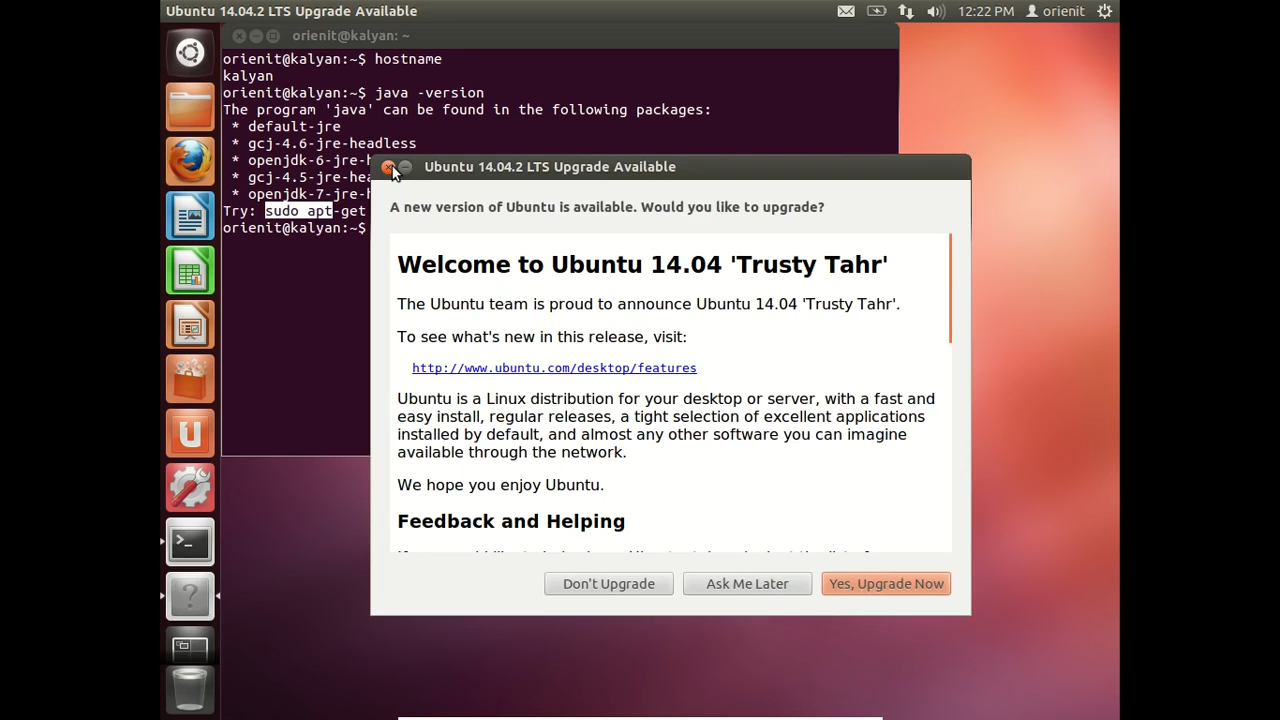 Ubuntu 14.04.2 LTS Upgrade Available
12:22 PM orienit
orienit@kalyan: ~
orienit@kalyan:~$ hostname
kalyan
orienit@kalyan:~$ java -version
The program 'java' can be found in the following packages:
* default-jre
* gcj-4.6-jre-headless
* openjdk-6-jre-h
* gcj-4.5-jre-hea
* openjdk-7-jre-h
Try: sudo apt-get
orienit@kalyan:~$
Ubuntu 14.04.2 LTS Upgrade Available
A new version of Ubuntu is available. Would you like to upgrade?
Welcome to Ubuntu 14.04 'Trusty Tahr'
The Ubuntu team is proud to announce Ubuntu 14.04 'Trusty Tahr'.
To see what's new in this release, visit:
http://www.ubuntu.com/desktop/features
Ubuntu is a Linux distribution for your desktop or server, with a fast and
easy install, regular releases, a tight selection of excellent applications
installed by default, and almost any other software you can imagine
available through the network.
We hope you enjoy Ubuntu.
Feedback and Helping
Don't Upgrade
Ask Me Later
Yes, Upgrade Now